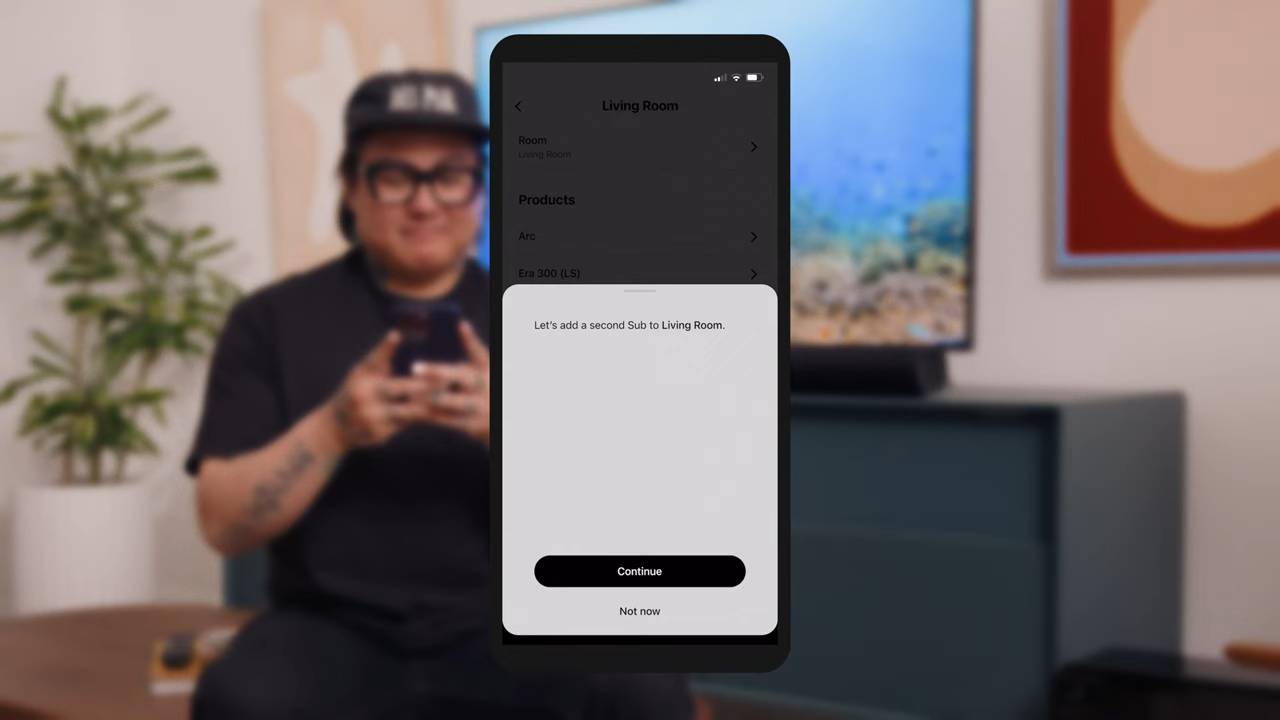 Living Room
Room
Living Room
Products
Arc
Era 300 (LS)
Let's add a second Sub to Living Room.
Continue
Not now